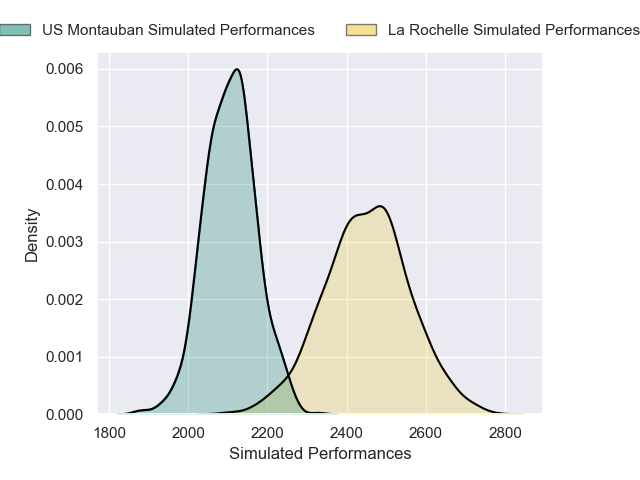 US Montauban Simulated Performances La Rochelle Simulated Performances
0.006
0.005
0.004
0.003
0.002
0.001
0.000
Density
1800 2000 2200 2400 2600 2800
Simulated Performances